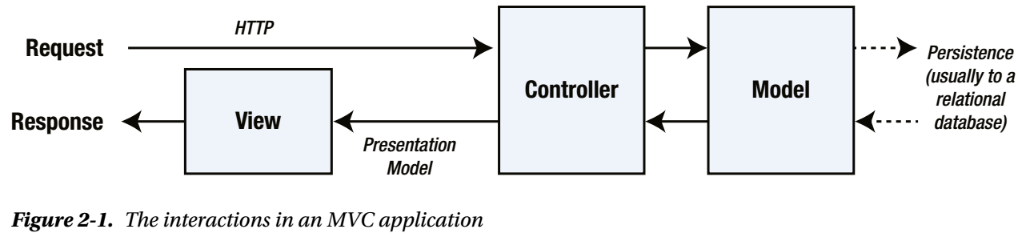 HTTP
Request
Controller
Model
Persistence
(usually to a
relational
database)
Response
View
Presentation
Model
Figure 2-1. The interactions in an MVC application